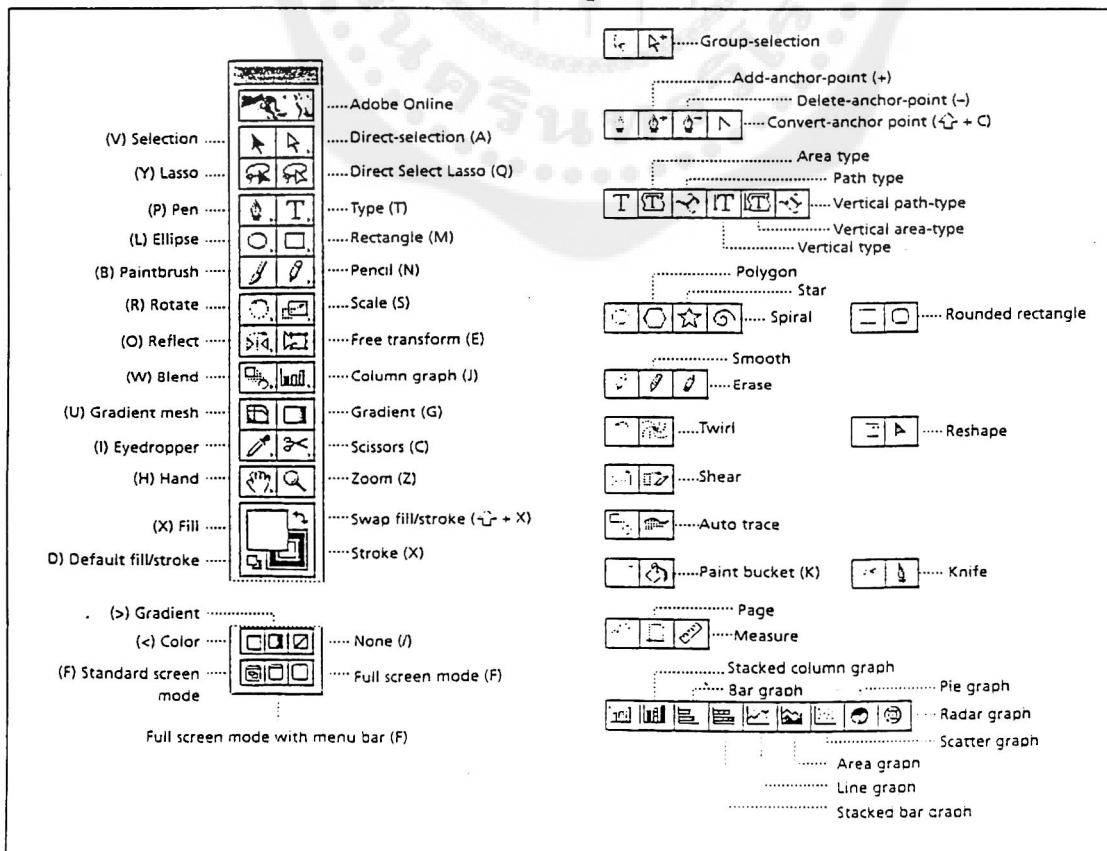 Adobe Online
(V) Selection
Direct-selection (A)
(Y) Lasso
Direct Select Lasso (Q)
(P) Pen
Type (T)
(L) Ellipse
Rectangle (M)
(B) Paintbrush
Pencil (N)
(R) Rotate
Scale (S)
(O) Reflect
Free transform (E)
(W) Blend
Column graph (J)
(U) Gradient mesh
Gradient (G)
(I) Eyedropper
Scissors (C)
(H) Hand
Zoom (Z)
(X) Fill
Swap fill/stroke (⇧ + X)
D) Default fill/stroke
Stroke (X)
(>) Gradient
(<) Color
None (/)
(F) Standard screen
mode
Full screen mode (F)
Full screen mode with menu bar (F)
Group-selection
Add-anchor-point (+)
Delete-anchor-point (–)
Convert-anchor point (⇧ + C)
Area type
Path type
Vertical path-type
Vertical area-type
Vertical type
Polygon
Star
Spiral
Rounded rectangle
Smooth
Erase
Twirl
Reshape
Shear
Auto trace
Paint bucket (K)
Knife
Page
Measure
Stacked column graph
Bar graph
Pie graph
Radar graph
Scatter graph
Area graph
Line graph
Stacked bar graph